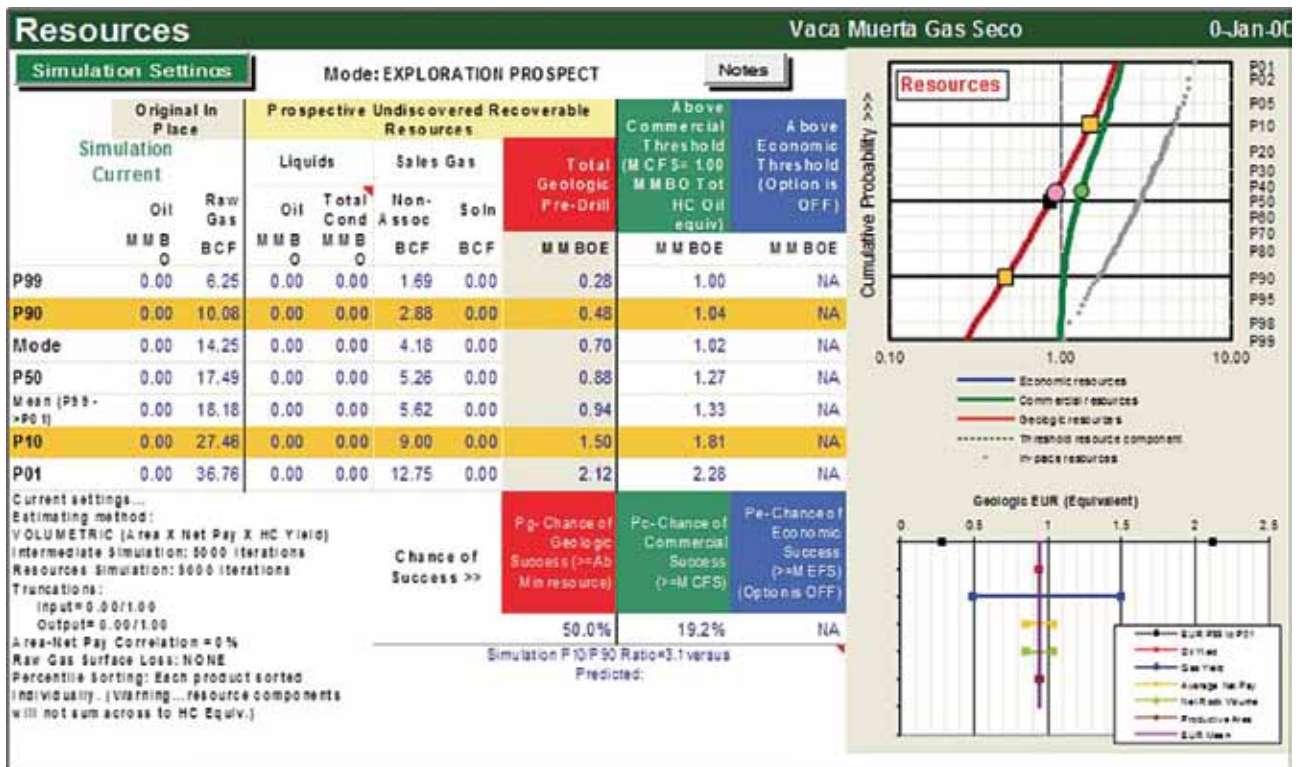 Resources
Vaca Muerta Gas Seco
0-Jan-00
Simulation Settings
Mode: EXPLORATION PROSPECT
Notes
Original In Place
Prospective Undiscovered Recoverable Resources
Above Commercial Threshold (MCFS= 1.00 MMBO Tot HC Oil equiv)
Above Economic Threshold (Option is OFF)
Simulation Current
Liquids
Sales Gas
Total Geologic Pre-Drill
Oil
Raw Gas
Oil
Total Cond
Non-Assoc
Soln
MMBO
BCF
MMBO
MMBO
BCF
BCF
MMBOE
MMBOE
MMBOE
P99 0.00 6.25 0.00 0.00 1.69 0.00 0.28 1.00 NA
P90 0.00 10.08 0.00 0.00 2.88 0.00 0.48 1.04 NA
Mode 0.00 14.25 0.00 0.00 4.18 0.00 0.70 1.02 NA
P50 0.00 17.49 0.00 0.00 5.26 0.00 0.88 1.27 NA
Mean (P99->P01) 0.00 18.18 0.00 0.00 5.62 0.00 0.94 1.33 NA
P10 0.00 27.46 0.00 0.00 9.00 0.00 1.50 1.81 NA
P01 0.00 36.76 0.00 0.00 12.75 0.00 2.12 2.28 NA
Current settings...
Estimating method:
VOLUMETRIC (Area X Net Pay X HC Yield)
Intermediate Simulation: 5000 iterations
Resources Simulation: 5000 iterations
Truncations:
Input= 0.00/1.00
Output= 0.00/1.00
Area-Net Pay Correlation = 0%
Raw Gas Surface Loss: NONE
Percentile Sorting: Each product sorted
individually. (Warning...resource components
will not sum across to HC Equiv.)
Chance of Success >>
Pg- Chance of Geologic Success (>=Ab Min resource)
Pc- Chance of Commercial Success (>=MCFS)
Pe- Chance of Economic Success (>=MEFS) (Option is OFF)
50.0% 19.2% NA
Simulation P10/P90 Ratio=3.1 versus
Predicted:
Resources
Cumulative Probability >>>
P01
P02
P05
P10
P20
P30
P40
P50
P60
P70
P80
P90
P95
P98
P99
0.10 1.00 10.00
Economic resources
Commercial resources
Geologic resources
Threshold resource component
In-place resources
Geologic EUR (Equivalent)
0 0.5 1 1.5 2 2.5
EUR P99 to P01
Oil Yield
Gas Yield
Average Net Pay
Net Rock Volume
Productive Area
EUR Mean